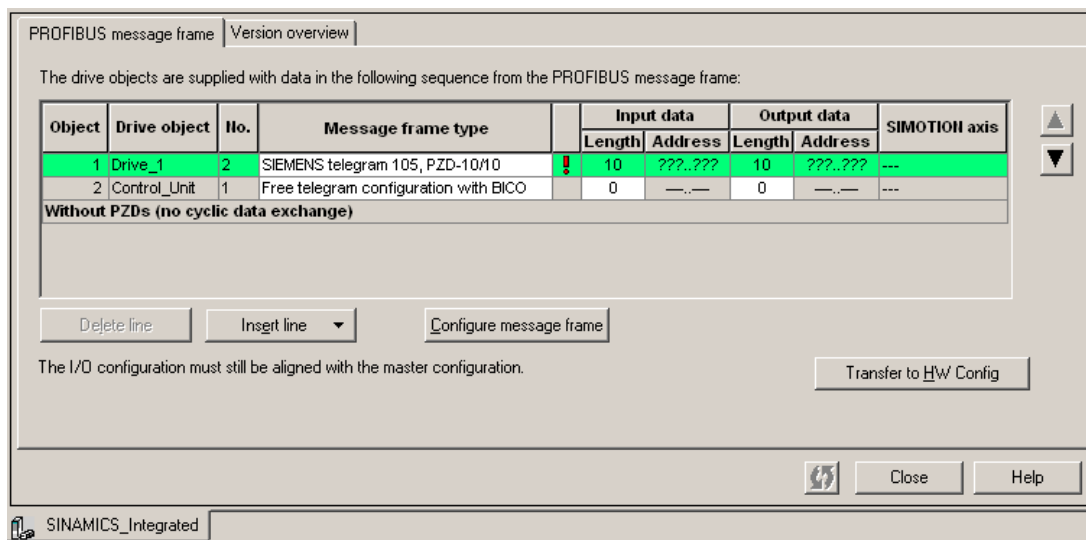 PROFIBUS message frame Version overview
The drive objects are supplied with data in the following sequence from the PROFIBUS message frame:
Object Drive object No. Message frame type Input data Output data SIMOTION axis
Length Address Length Address
1 Drive_1 2 SIEMENS telegram 105, PZD-10/10 ! 10 ???..??? 10 ???..??? ---
2 Control_Unit 1 Free telegram configuration with BICO 0 —..— 0 —..— ---
Without PZDs (no cyclic data exchange)
Delete line Insert line Configure message frame
The I/O configuration must still be aligned with the master configuration.
Transfer to HW Config
Close Help
SINAMICS_Integrated